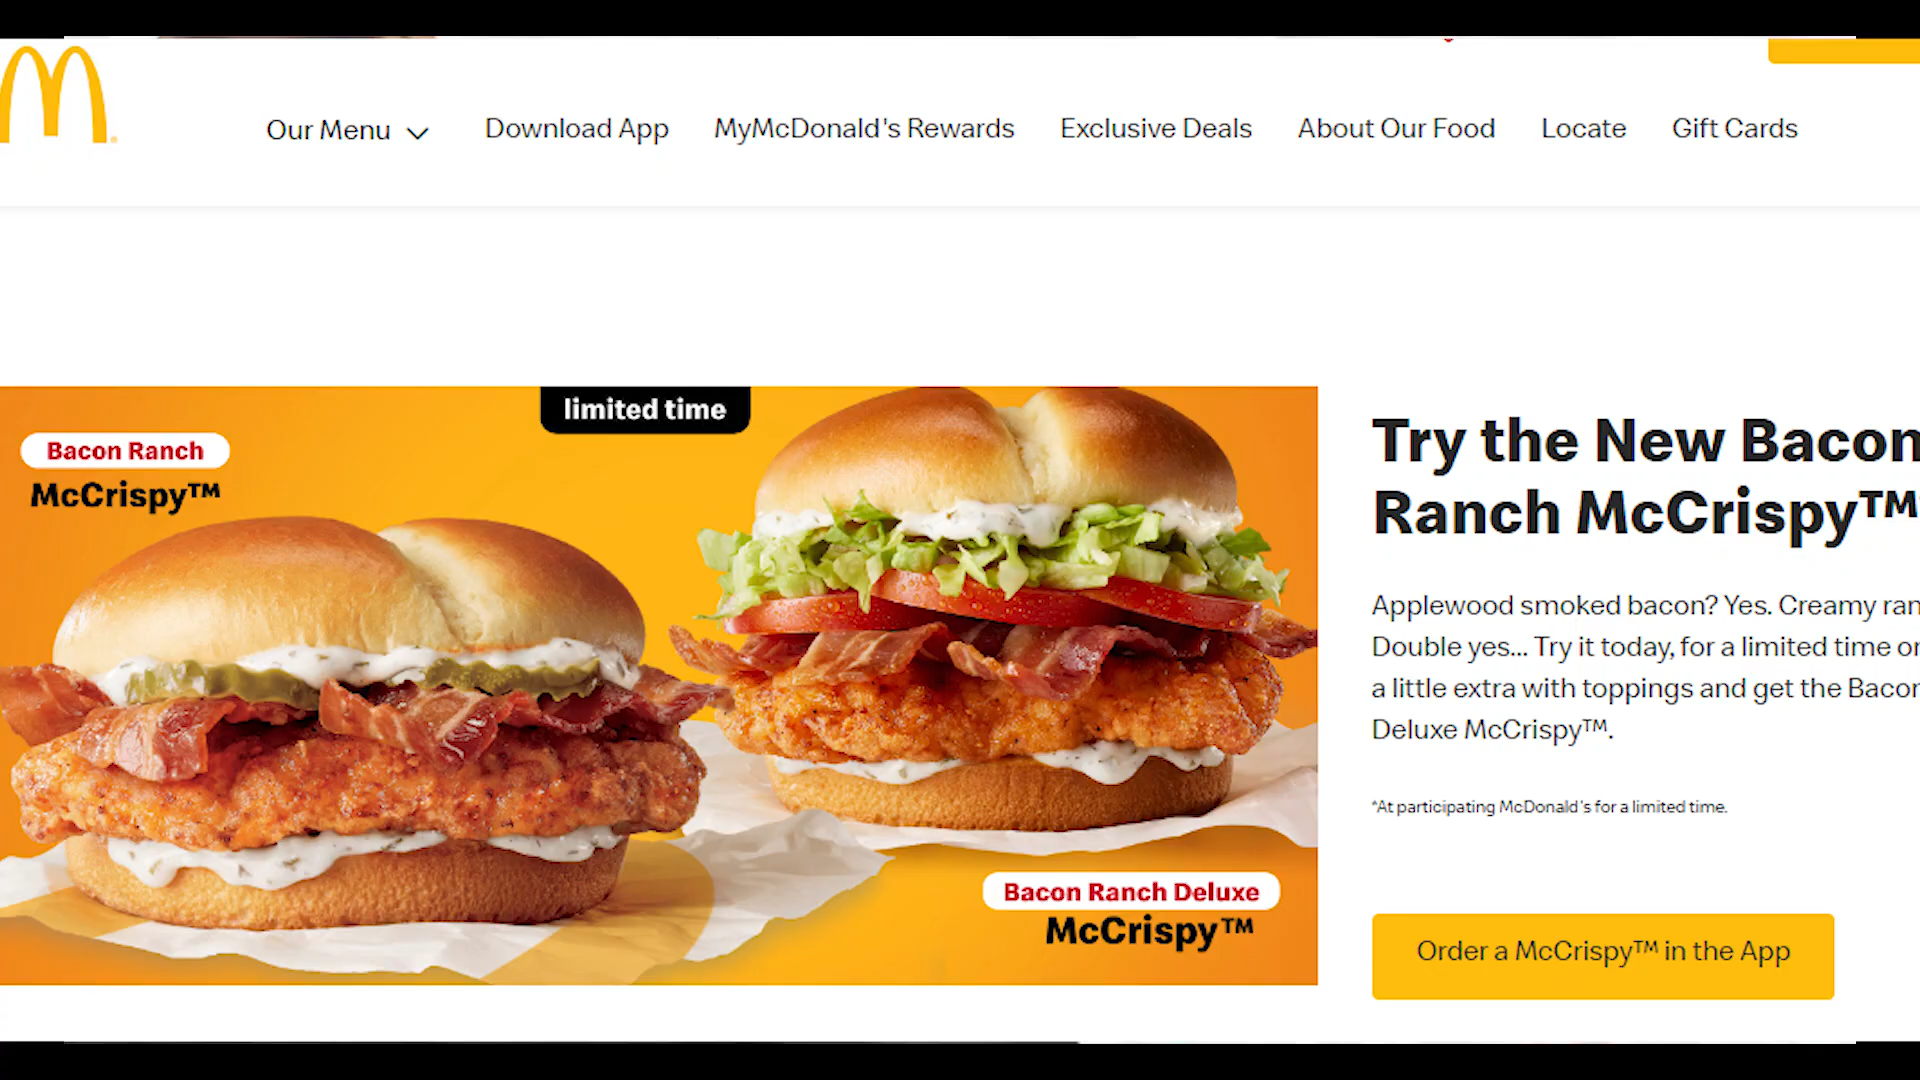 Our Menu
Download App
MyMcDonald's Rewards
Exclusive Deals
About Our Food
Locate
Gift Cards
limited time
Bacon Ranch
McCrispy™
Bacon Ranch Deluxe
McCrispy™
Try the New Bacon
Ranch McCrispy™
Applewood smoked bacon? Yes. Creamy
Double yes... Try it today, for a limited time
a little extra with toppings and get the Bacon
Deluxe McCrispy™.
*At participating McDonald's for a limited time.
Order a McCrispy™ in the App